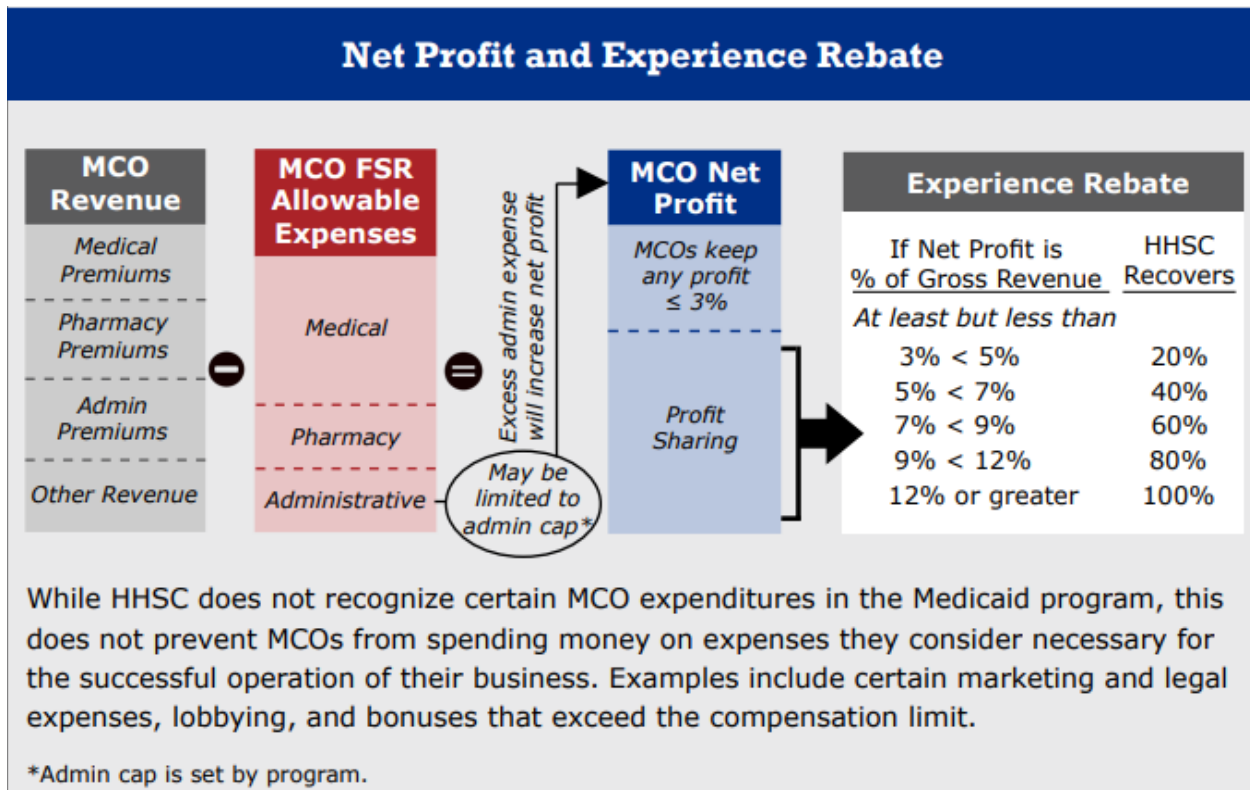 Net Profit and Experience Rebate
MCO
Revenue
Medical
Premiums
Pharmacy
Premiums
Admin
Premiums
Other Revenue
MCO FSR
Allowable
Expenses
Medical
Pharmacy
Administrative
Excess admin expense
will increase net profit
May be
limited to
admin cap*
MCO Net
Profit
MCOs keep
any profit
≤ 3%
Profit
Sharing
Experience Rebate
If Net Profit is
% of Gross Revenue
HHSC
Recovers
At least but less than
3% < 5% 20%
5% < 7% 40%
7% < 9% 60%
9% < 12% 80%
12% or greater 100%
While HHSC does not recognize certain MCO expenditures in the Medicaid program, this
does not prevent MCOs from spending money on expenses they consider necessary for
the successful operation of their business. Examples include certain marketing and legal
expenses, lobbying, and bonuses that exceed the compensation limit.
*Admin cap is set by program.